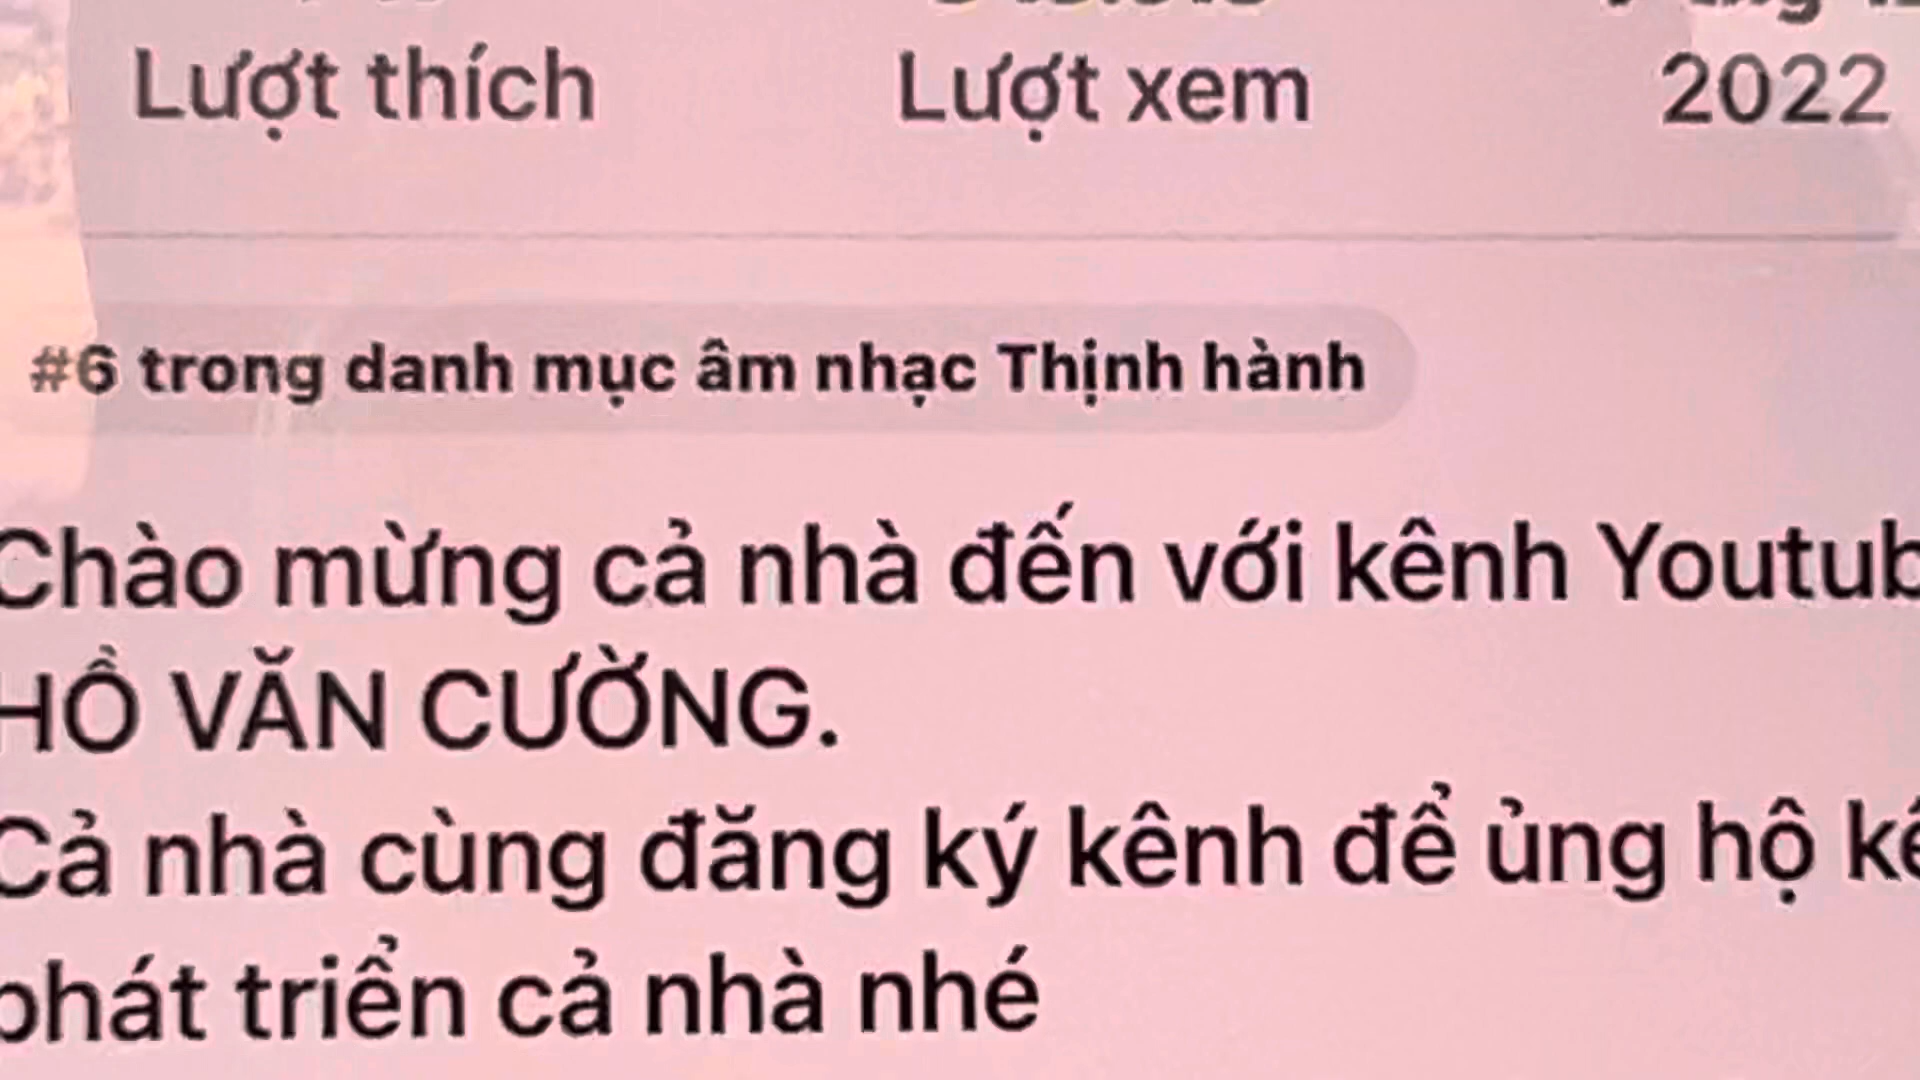 Lượt thích Lượt xem 2022
#6 trong danh mục âm nhạc Thịnh hành
Chào mừng cả nhà đến với kênh Youtub
HỒ VĂN CƯỜNG.
Cả nhà cùng đăng ký kênh để ủng hộ kê
phát triển cả nhà nhé